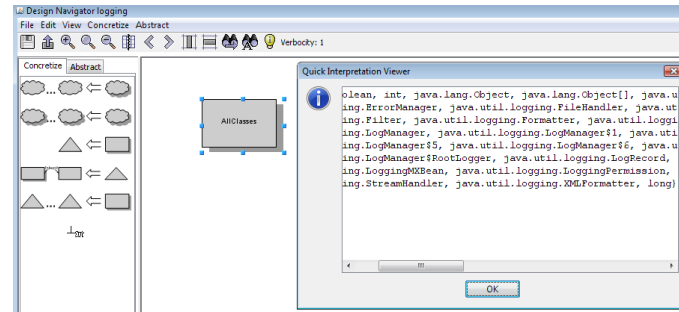 Design Navigator logging
File Edit View Concretize Abstract
Verbocity: 1
Concretize Abstract
AllClasses
Quick Interpretation Viewer
olean, int, java.lang.Object, java.lang.Object[], java.u
ing.ErrorManager, java.util.logging.FileHandler, java.ut
ing.Filter, java.util.logging.Formatter, java.util.loggi
ing.LogManager, java.util.logging.LogManager$1, java.uti
ing.LogManager$5, java.util.logging.LogManager$6, java.u
ing.LogManager$RootLogger, java.util.logging.LogRecord,
ing.LoggingMXBean, java.util.logging.LoggingPermission,
ing.StreamHandler, java.util.logging.XMLFormatter, long}
OK